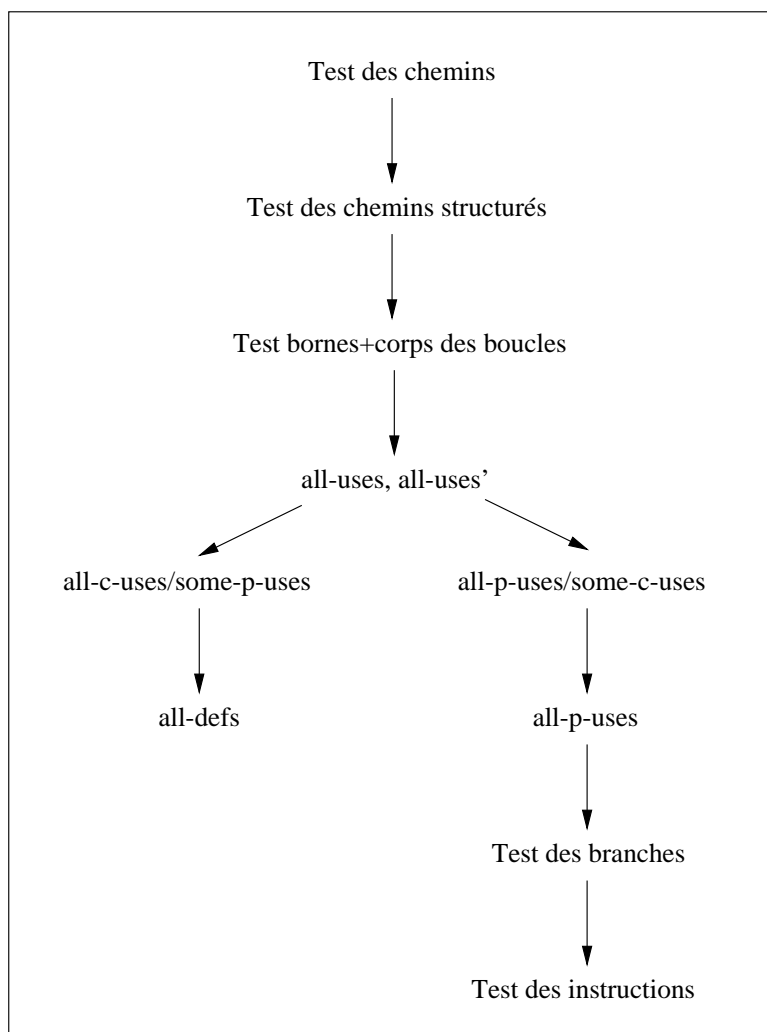 Test des chemins
Test des chemins structurés
Test bornes+corps des boucles
all-uses, all-uses’
all-c-uses/some-p-uses
all-p-uses/some-c-uses
all-defs
all-p-uses
Test des branches
Test des instructions